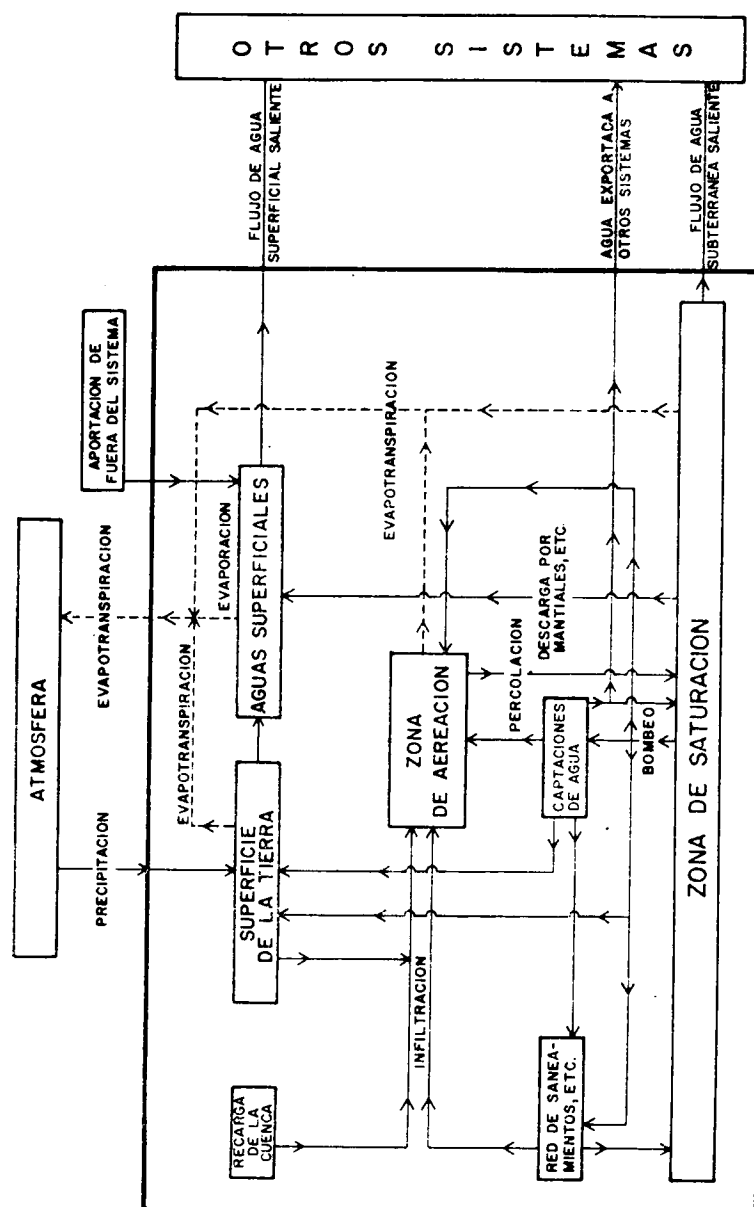 ATMOSFERA
APORTACION DE
FUERA DEL SISTEMA
OTROS SISTEMAS
PRECIPITACION
EVAPOTRANSPIRACION
FLUJO DE AGUA
SUPERFICIAL SALIENTE
RECARGA
DE LA
CUENCA
SUPERFICIE
DE LA TIERRA
EVAPOTRANSPIRACION
AGUAS SUPERFICIALES
EVAPORACION
INFILTRACION
ZONA
DE AEREACION
EVAPOTRANSPIRACION
PERCOLACION
DESCARGA POR
MANTIALES, ETC.
RED DE SANEA-
MIENTOS, ETC.
CAPTACIONES
DE AGUA
BOMBEO
AGUA EXPORTACA A
OTROS SISTEMAS
ZONA DE SATURACION
FLUJO DE AGUA
SUBTERRANEA SALIENTE